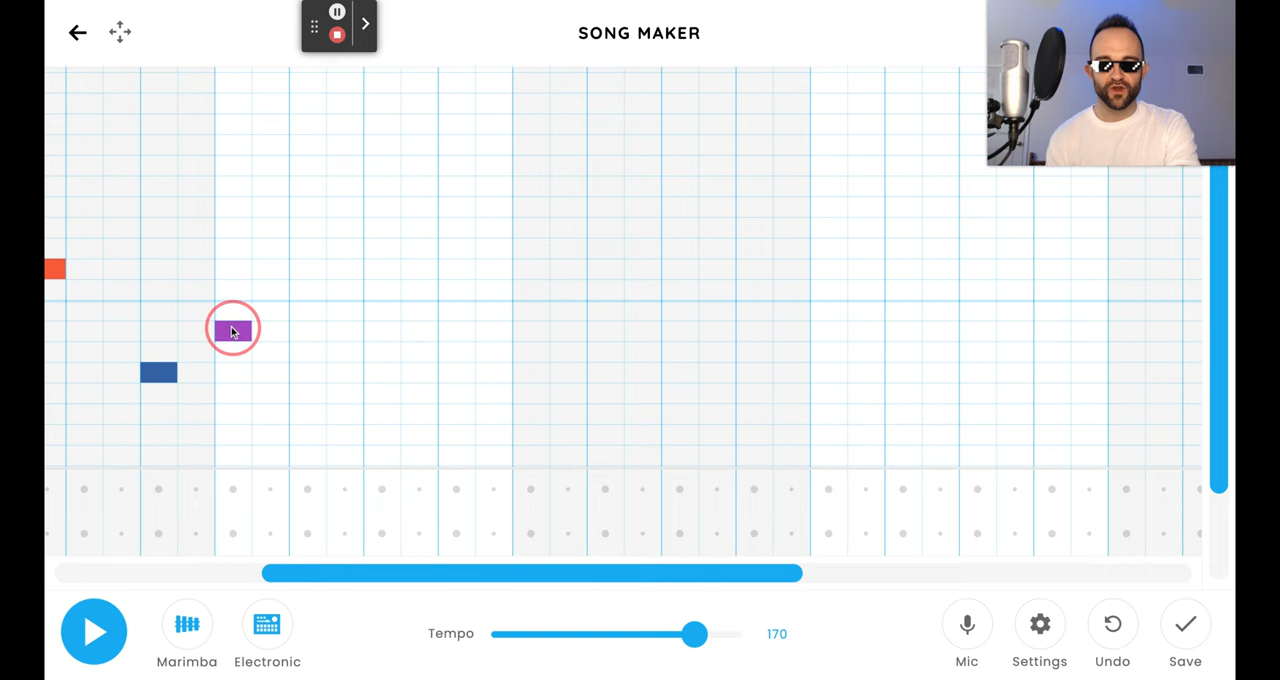 SONG MAKER
Tempo
170
Marimba
Electronic
Mic
Settings
Undo
Save